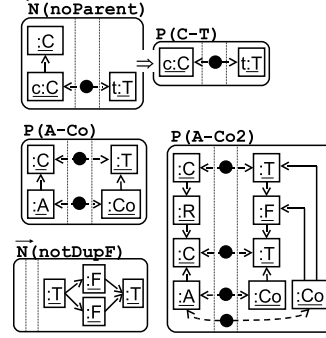 N(noParent)
:C
c:C t:T
⇒
P(C-T)
c:C t:T
P(A-Co)
:C :T
:A :Co
P(A-Co2)
:C :T
:R :F
:C :T
:A :Co :Co
N(notDupF)
:F
:T :T
:F